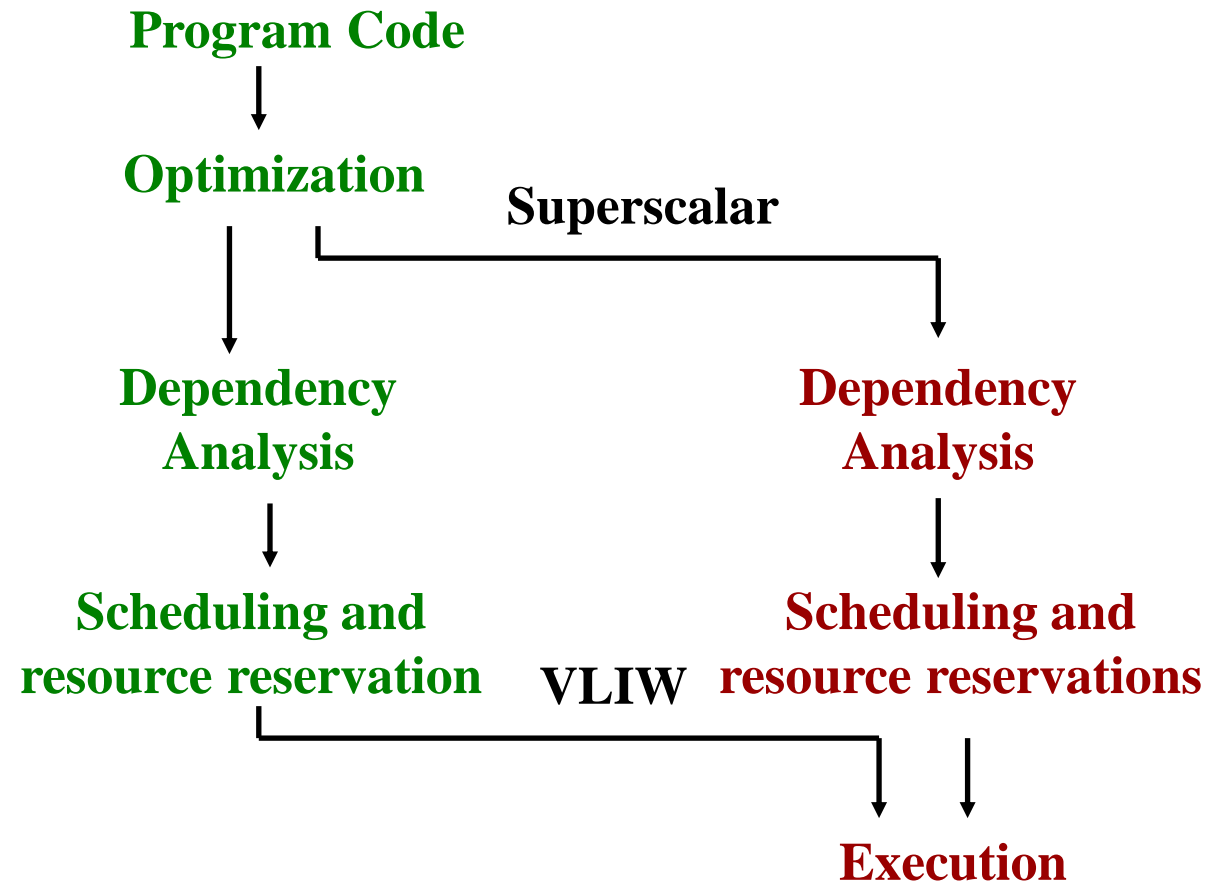 Program Code
Optimization
Superscalar
Dependency
Analysis
Dependency
Analysis
Scheduling and
resource reservation
VLIW
Scheduling and
resource reservations
Execution